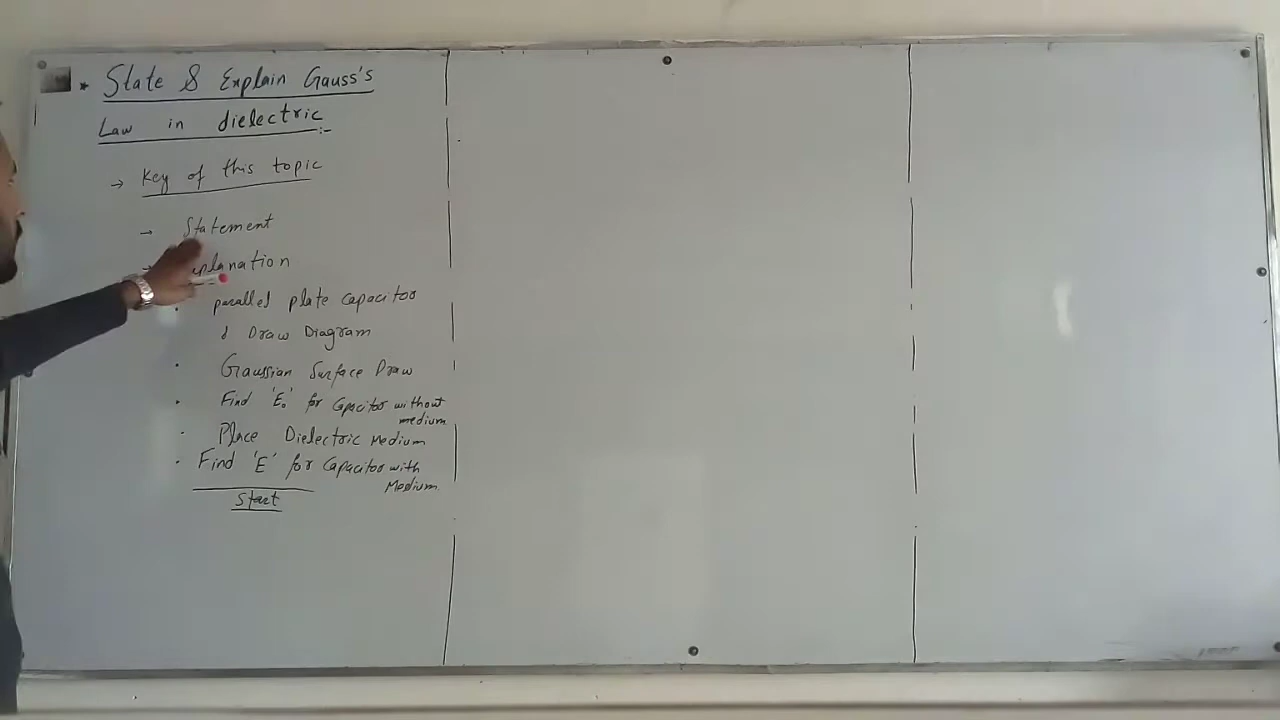 * State & Explain Gauss's
Law in dielectric :-
→ Key of this topic
→ Statement
→ Explanation
• parallel plate Capacitor
& Draw Diagram
• Gaussian Surface Draw
• Find 'E₀' for Capacitor without
medium
• Place Dielectric Medium
• Find 'E' for Capacitor with
Medium.
Start